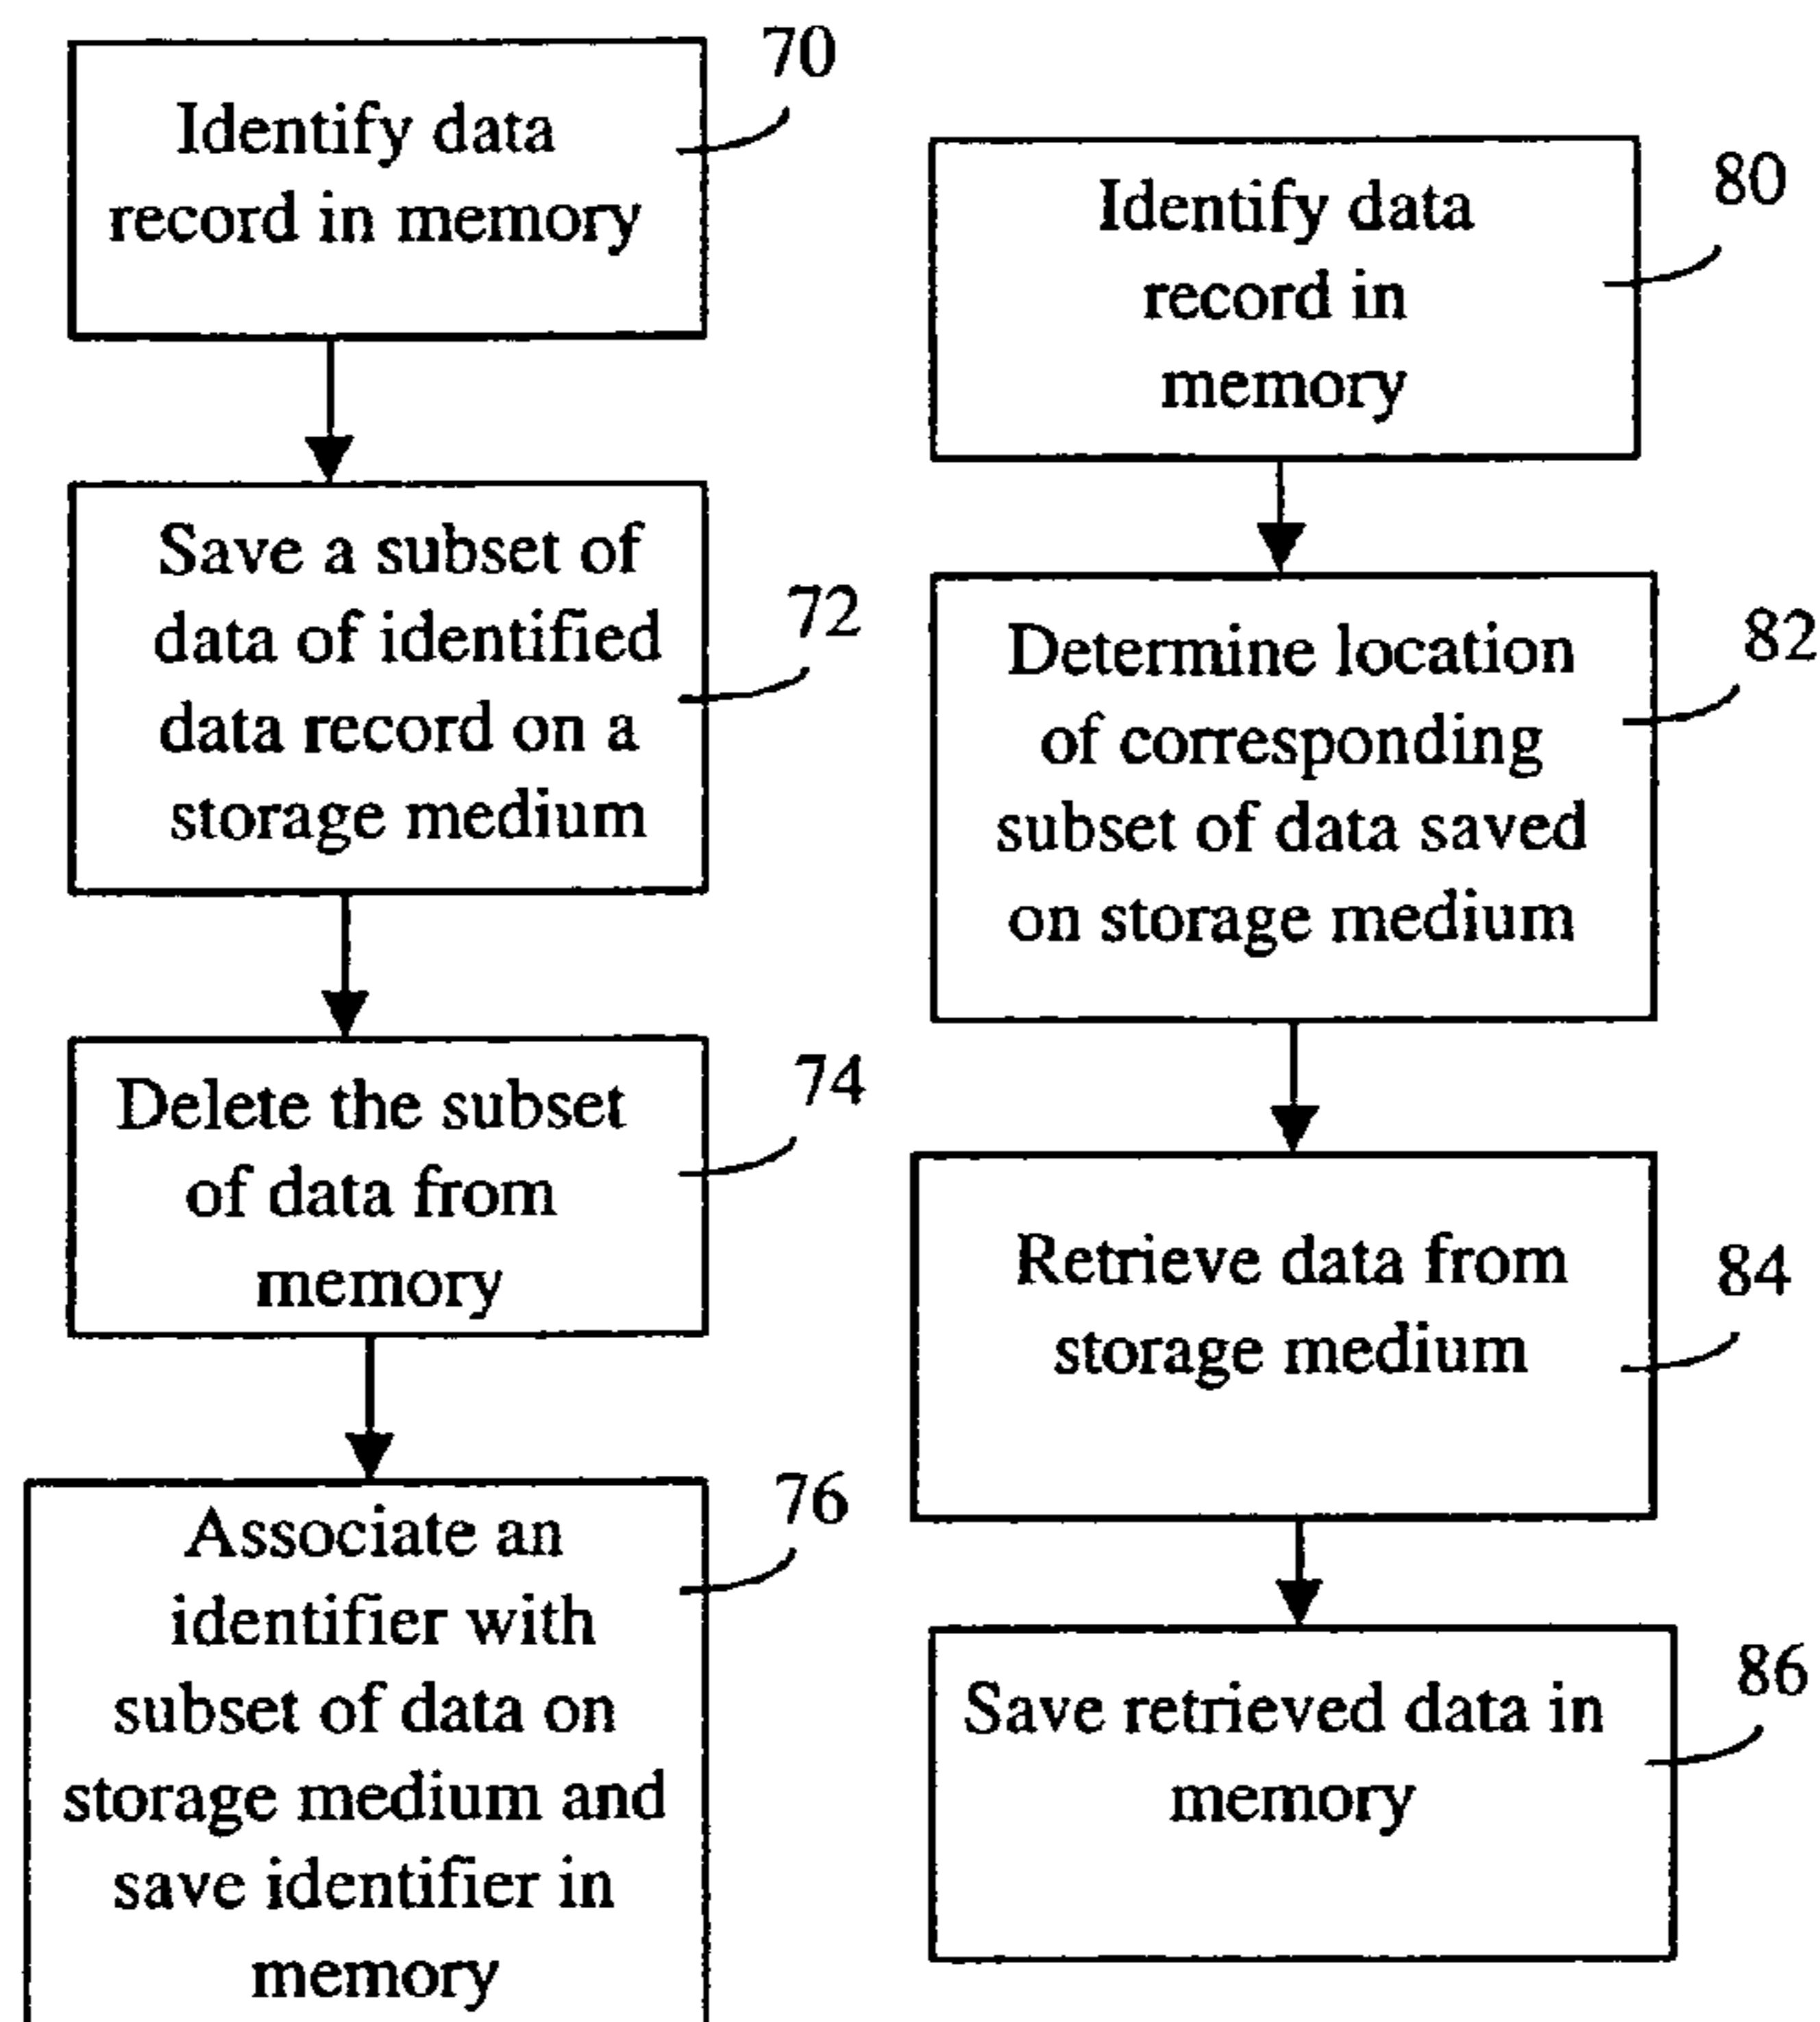 70
Identify data
record in memory
72
Save a subset of
data of identified
data record on a
storage medium
74
Delete the subset
of data from
memory
76
Associate an
identifier with
subset of data on
storage medium and
save identifier in
memory
80
Identify data
record in
memory
82
Determine location
of corresponding
subset of data saved
on storage medium
84
Retrieve data from
storage medium
86
Save retrieved data in
memory